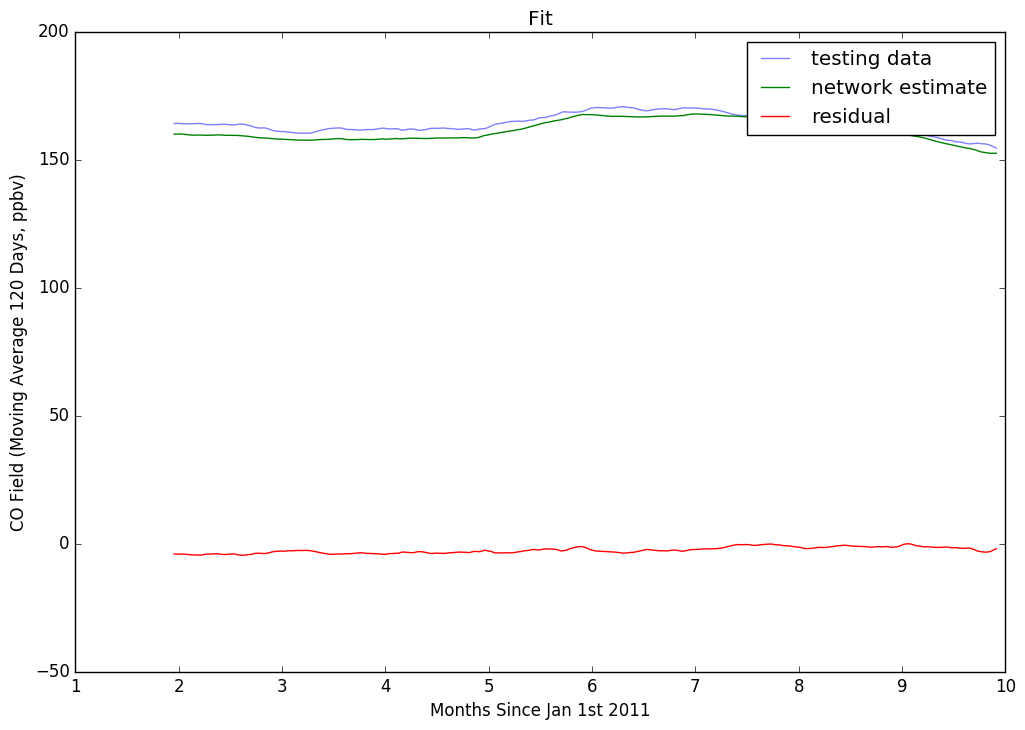 Fit
200
150
100
50
0
−50
CO Field (Moving Average 120 Days, ppbv)
testing data
network estimate
residual
1 2 3 4 5 6 7 8 9 10
Months Since Jan 1st 2011